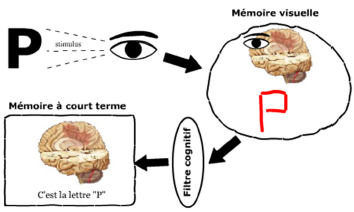 Mémoire visuelle
P
stimulus
P
Mémoire à court terme
Filtre cognitif
C'est la lettre "P"